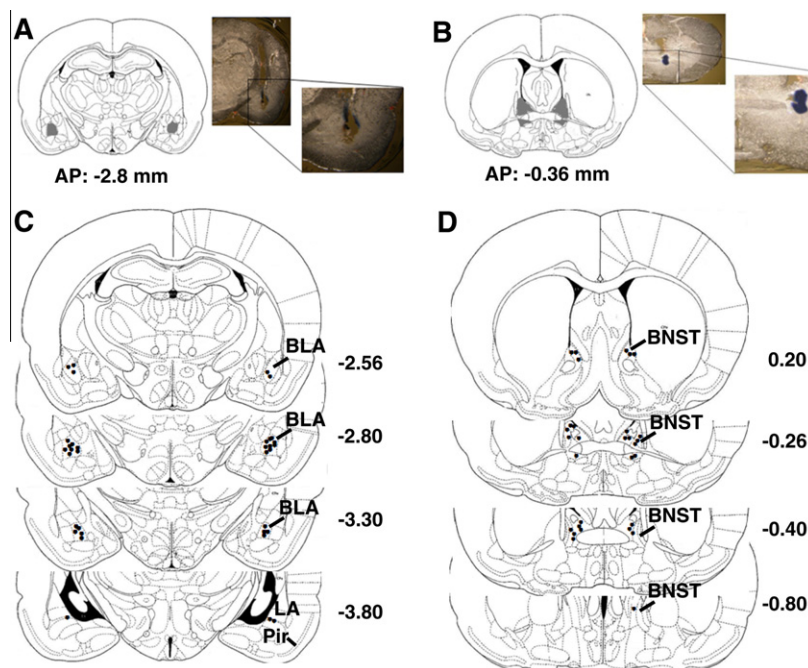 A
B
AP: -2.8 mm
AP: -0.36 mm
C
D
BLA
-2.56
BLA
-2.80
BLA
-3.30
LA
-3.80
Pir
BNST
0.20
BNST
-0.26
BNST
-0.40
BNST
-0.80